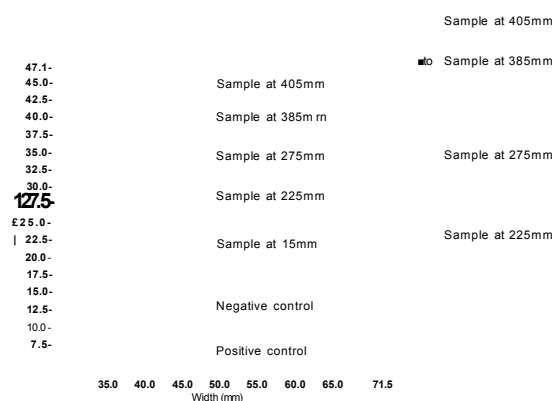 Sample at 405mm
■to Sample at 385mm
47.1-
45.0-
Sample at 405mm
42.5-
40.0-
Sample at 385m rn
37.5-
35.0-
Sample at 275mm
Sample at 275mm
32.5-
30.0-
Sample at 225mm
127.5-
£25.0-
| 22.5-
Sample at 15mm
Sample at 225mm
20.0-
17.5-
15.0-
12.5-
Negative control
10.0-
7.5-
Positive control
35.0 40.0 45.0 50.0 55.0 60.0 65.0 71.5
Width (mm)